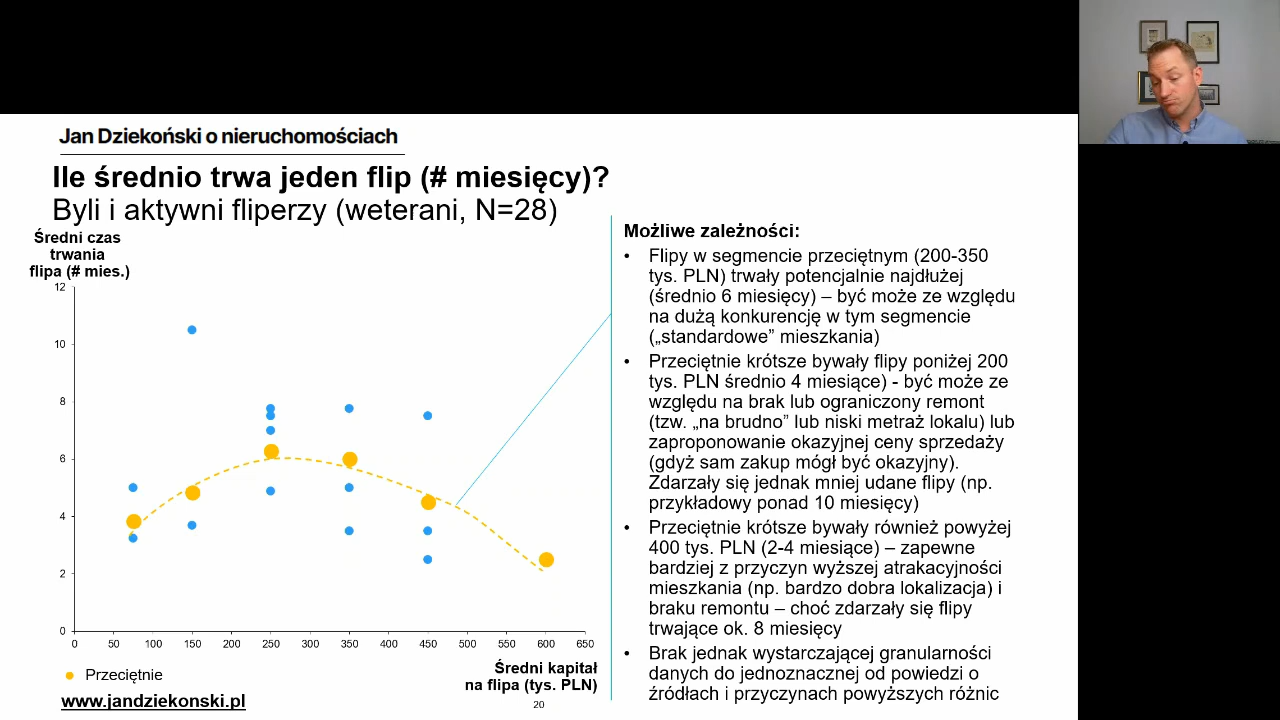 Jan Dziekoński o nieruchomościach
Ile średnio trwa jeden flip (# miesięcy)?
Byli i aktywni fliperzy (weterani, N=28)
Średni czas
trwania
flipa (# mies.)
12
10
8
6
4
2
0
0 50 100 150 200 250 300 350 400 450 500 550 600 650
Średni kapitał
na flipa (tys. PLN)
Przeciętnie
www.jandziekonski.pl
20
Możliwe zależności:
• Flipy w segmencie przeciętnym (200-350
tys. PLN) trwały potencjalnie najdłużej
(średnio 6 miesięcy) – być może ze względu
na dużą konkurencję w tym segmencie
(„standardowe” mieszkania)
• Przeciętnie krótsze bywały flipy poniżej 200
tys. PLN średnio 4 miesiące) - być może ze
względu na brak lub ograniczony remont
(tzw. „na brudno” lub niski metraż lokalu) lub
zaproponowanie okazyjnej ceny sprzedaży
(gdyż sam zakup mógł być okazyjny).
Zdarzały się jednak mniej udane flipy (np.
przykładowy ponad 10 miesięcy)
• Przeciętnie krótsze bywały również powyżej
400 tys. PLN (2-4 miesiące) – zapewne
bardziej z przyczyn wyższej atrakacyjności
mieszkania (np. bardzo dobra lokalizacja) i
braku remontu – choć zdarzały się flipy
trwające ok. 8 miesięcy
• Brak jednak wystarczającej granularności
danych do jednoznacznej od powiedzi o
źródłach i przyczynach powyższych różnic